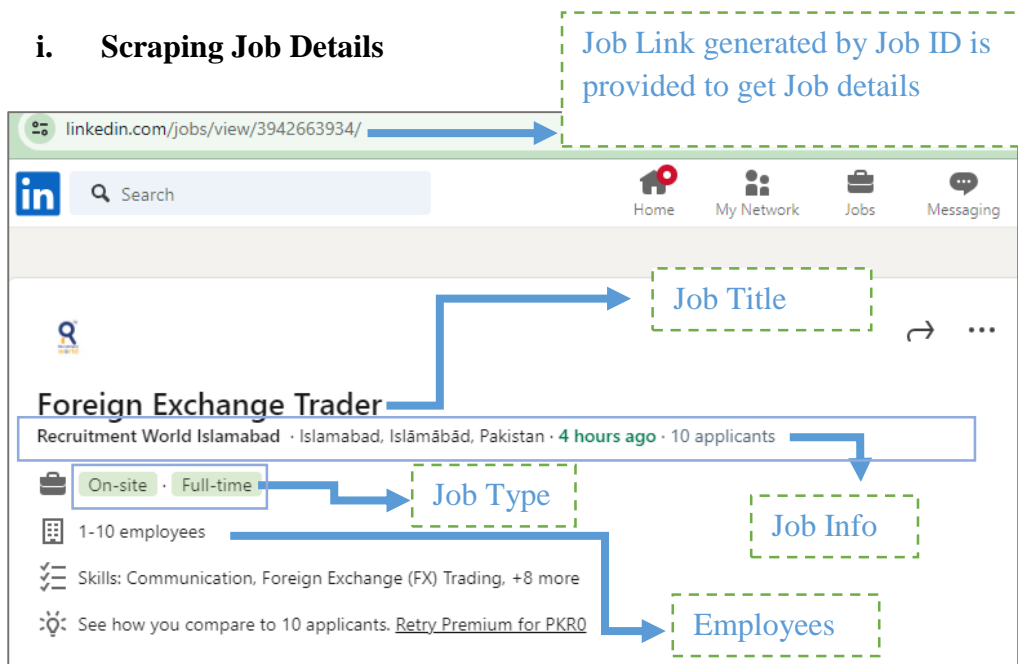 i. Scraping Job Details
Job Link generated by Job ID is
provided to get Job details
linkedin.com/jobs/view/3942663934/
in
Search
Home
My Network
Jobs
Messaging
Job Title
Foreign Exchange Trader
Recruitment World Islamabad · Islamabad, Islāmābād, Pakistan · 4 hours ago · 10 applicants
On-site · Full-time
Job Type
Job Info
1-10 employees
Skills: Communication, Foreign Exchange (FX) Trading, +8 more
See how you compare to 10 applicants. Retry Premium for PKR0
Employees